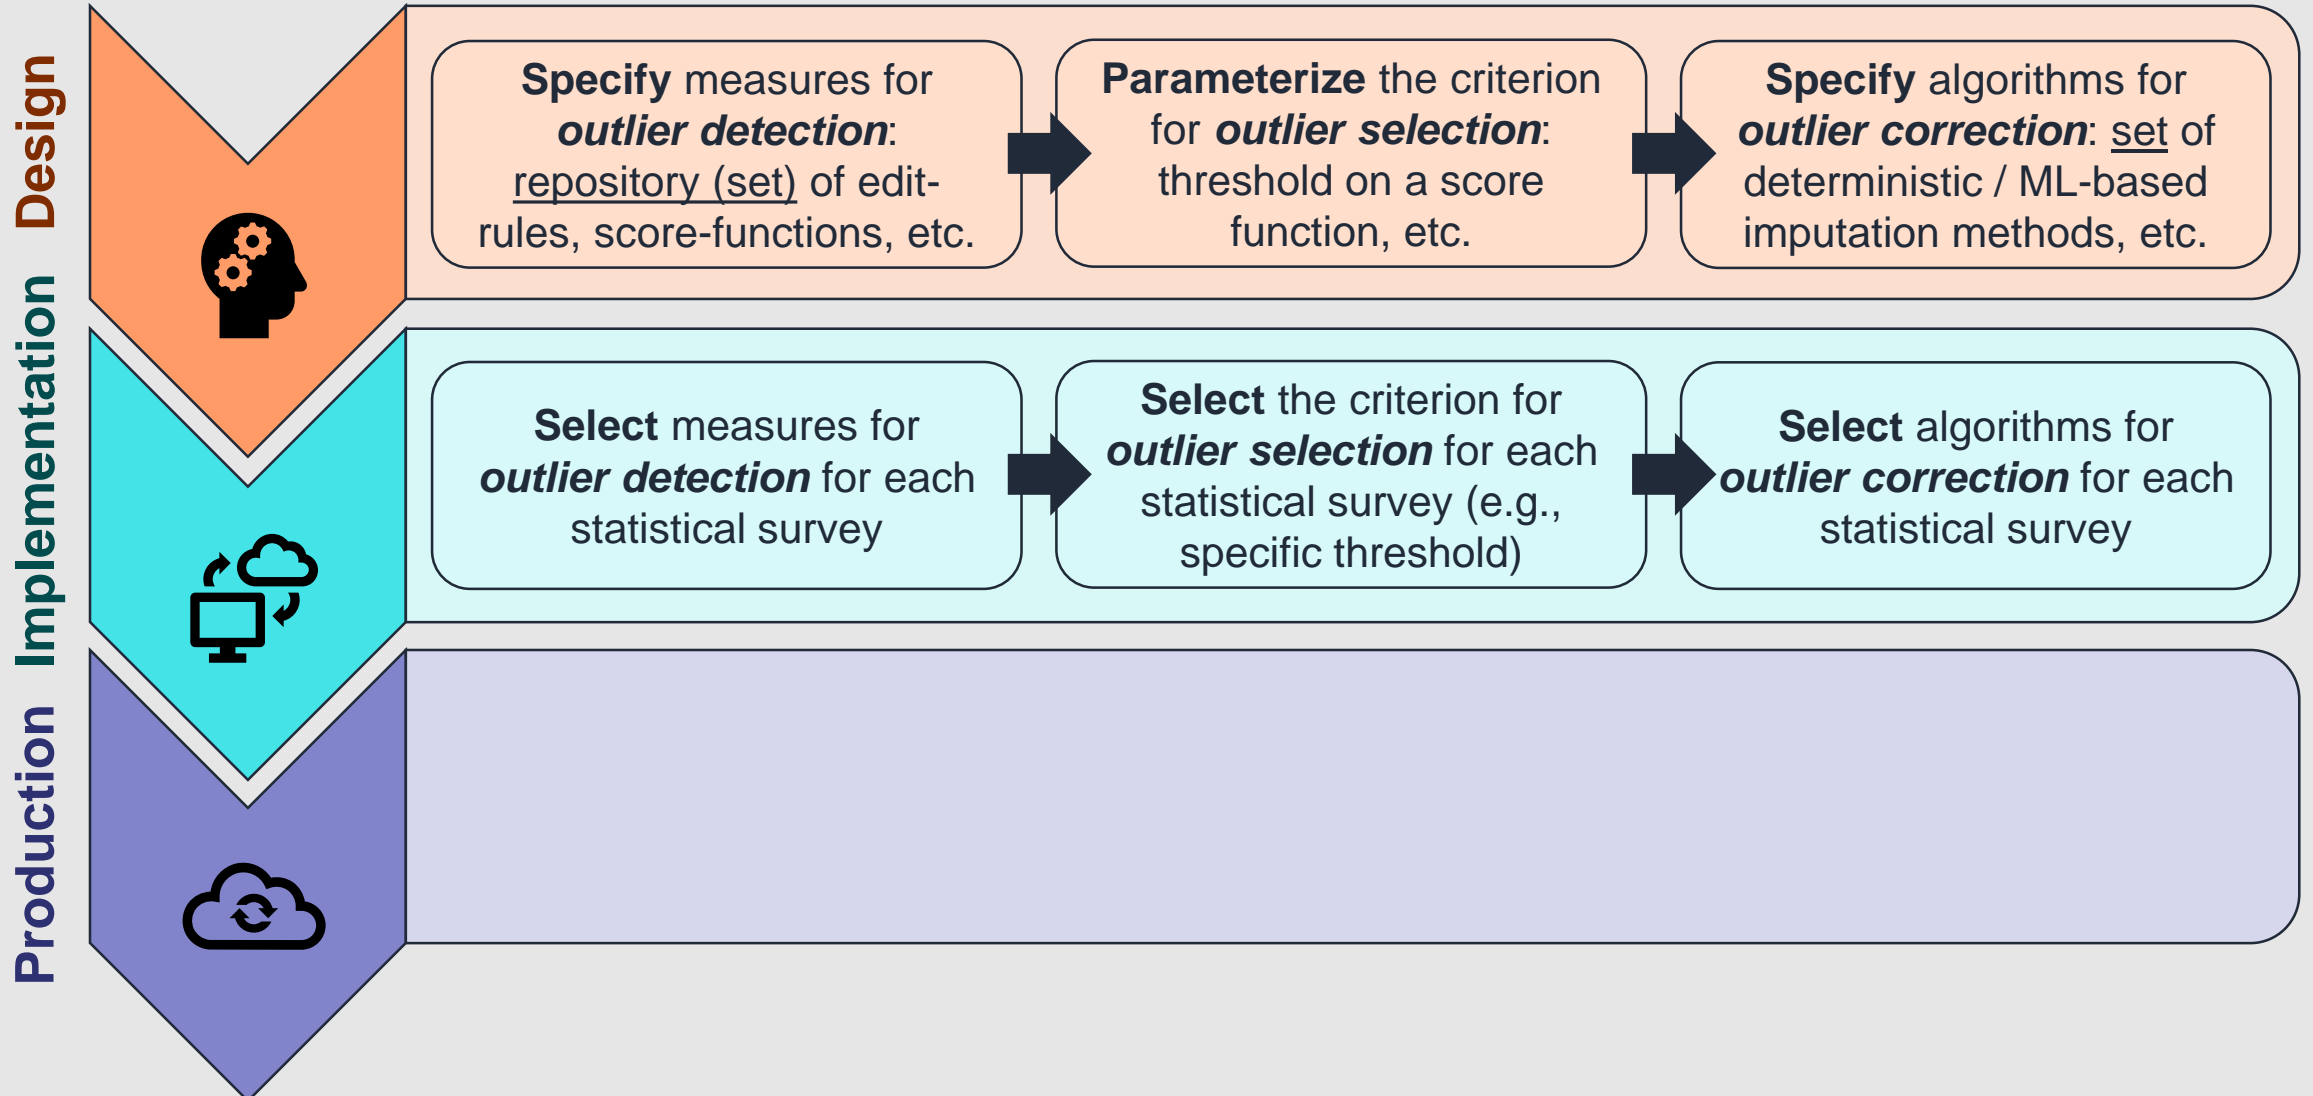 Design
Specify measures for
outlier detection:
repository (set) of edit-
rules, score-functions, etc.
Parameterize the criterion
for outlier selection:
threshold on a score
function, etc.
Specify algorithms for
outlier correction: set of
deterministic / ML-based
imputation methods, etc.
Implementation
Select measures for
outlier detection for each
statistical survey
Select the criterion for
outlier selection for each
statistical survey (e.g.,
specific threshold)
Select algorithms for
outlier correction for each
statistical survey
Production